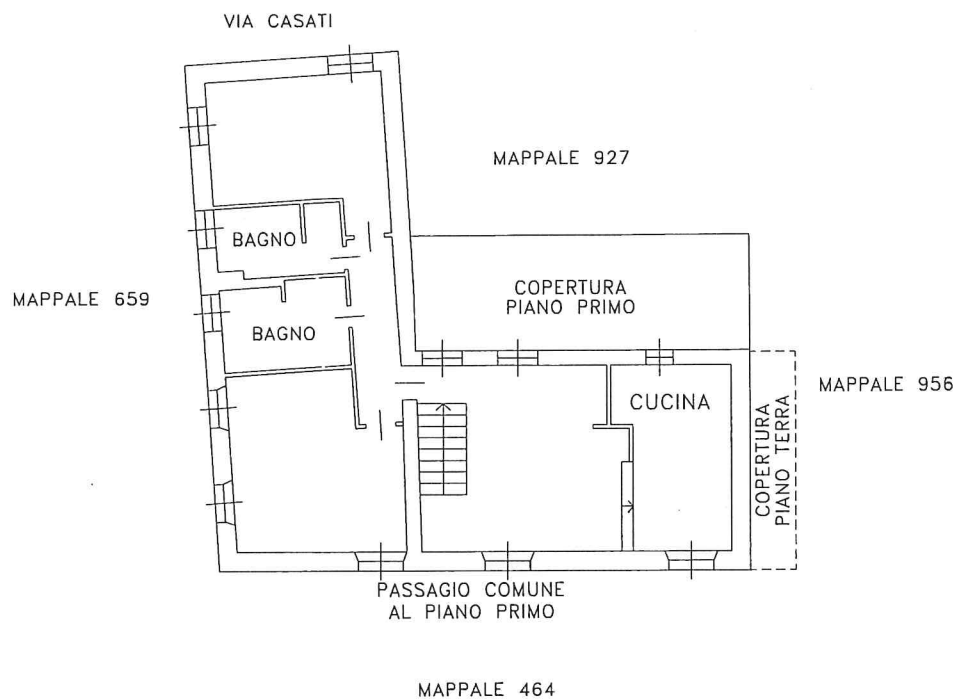 VIA CASATI
MAPPALE 927
BAGNO
COPERTURA
PIANO PRIMO
MAPPALE 659
BAGNO
MAPPALE 956
CUCINA
COPERTURA
PIANO TERRA
PASSAGIO COMUNE
AL PIANO PRIMO
MAPPALE 464